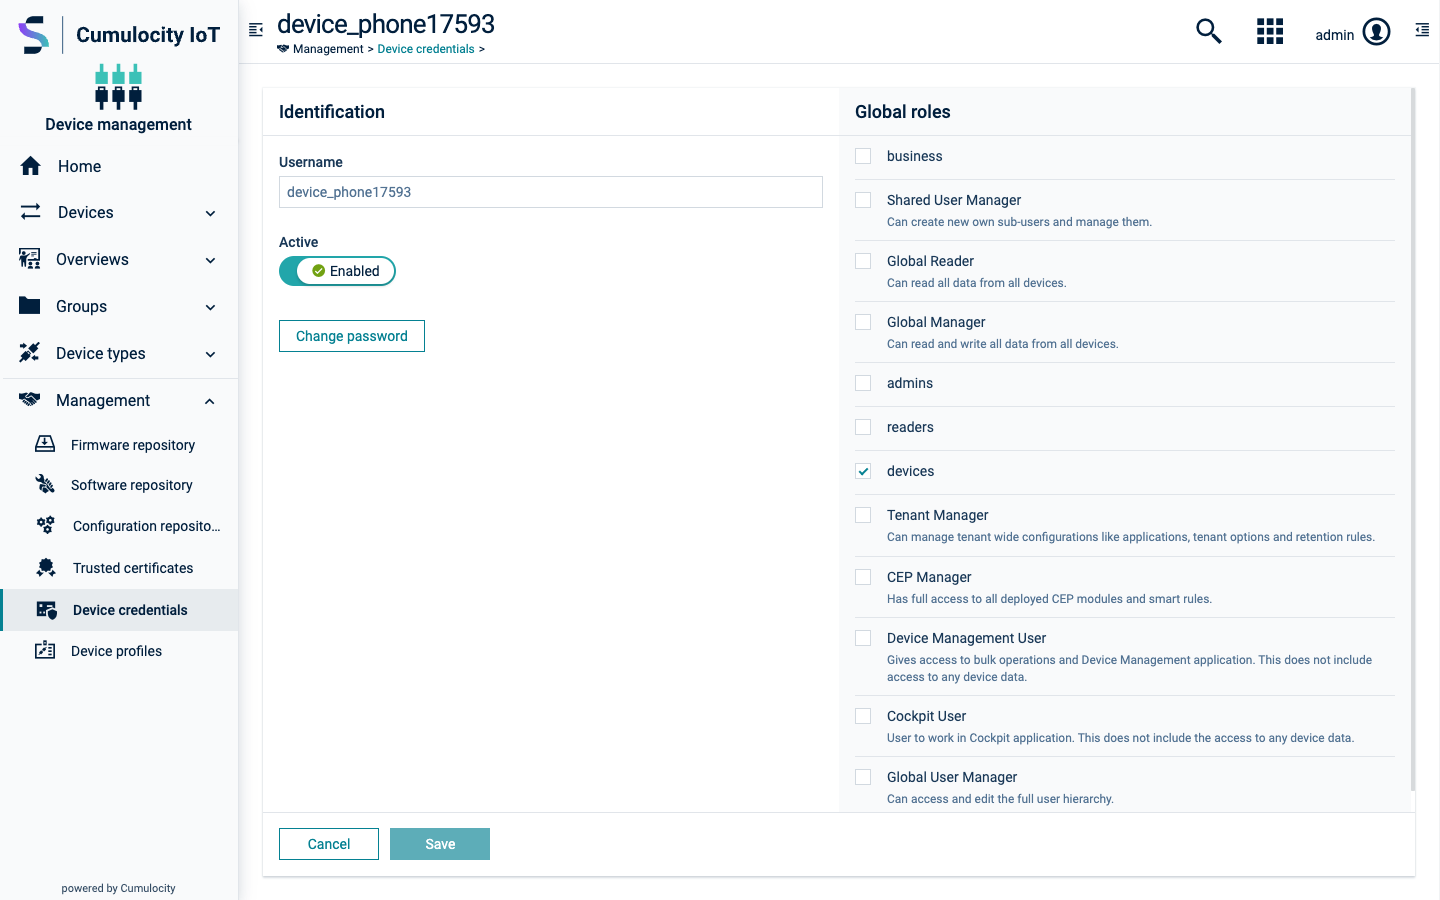 Cumulocity IoT
Device management
Home
Devices
Overviews
Groups
Device types
Management
Firmware repository
Software repository
Configuration reposito...
Trusted certificates
Device credentials
Device profiles
powered by Cumulocity
device_phone17593
Management > Device credentials >
admin
Identification
Username
device_phone17593
Active
Enabled
Change password
Global roles
business
Shared User Manager
Can create new own sub-users and manage them.
Global Reader
Can read all data from all devices.
Global Manager
Can read and write all data from all devices.
admins
readers
devices
Tenant Manager
Can manage tenant wide configurations like applications, tenant options and retention rules.
CEP Manager
Has full access to all deployed CEP modules and smart rules.
Device Management User
Gives access to bulk operations and Device Management application. This does not include
access to any device data.
Cockpit User
User to work in Cockpit application. This does not include the access to any device data.
Global User Manager
Can access and edit the full user hierarchy.
Cancel
Save